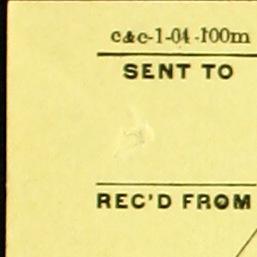 c&c-1-04-100m
SENT TO
REC'D FROM